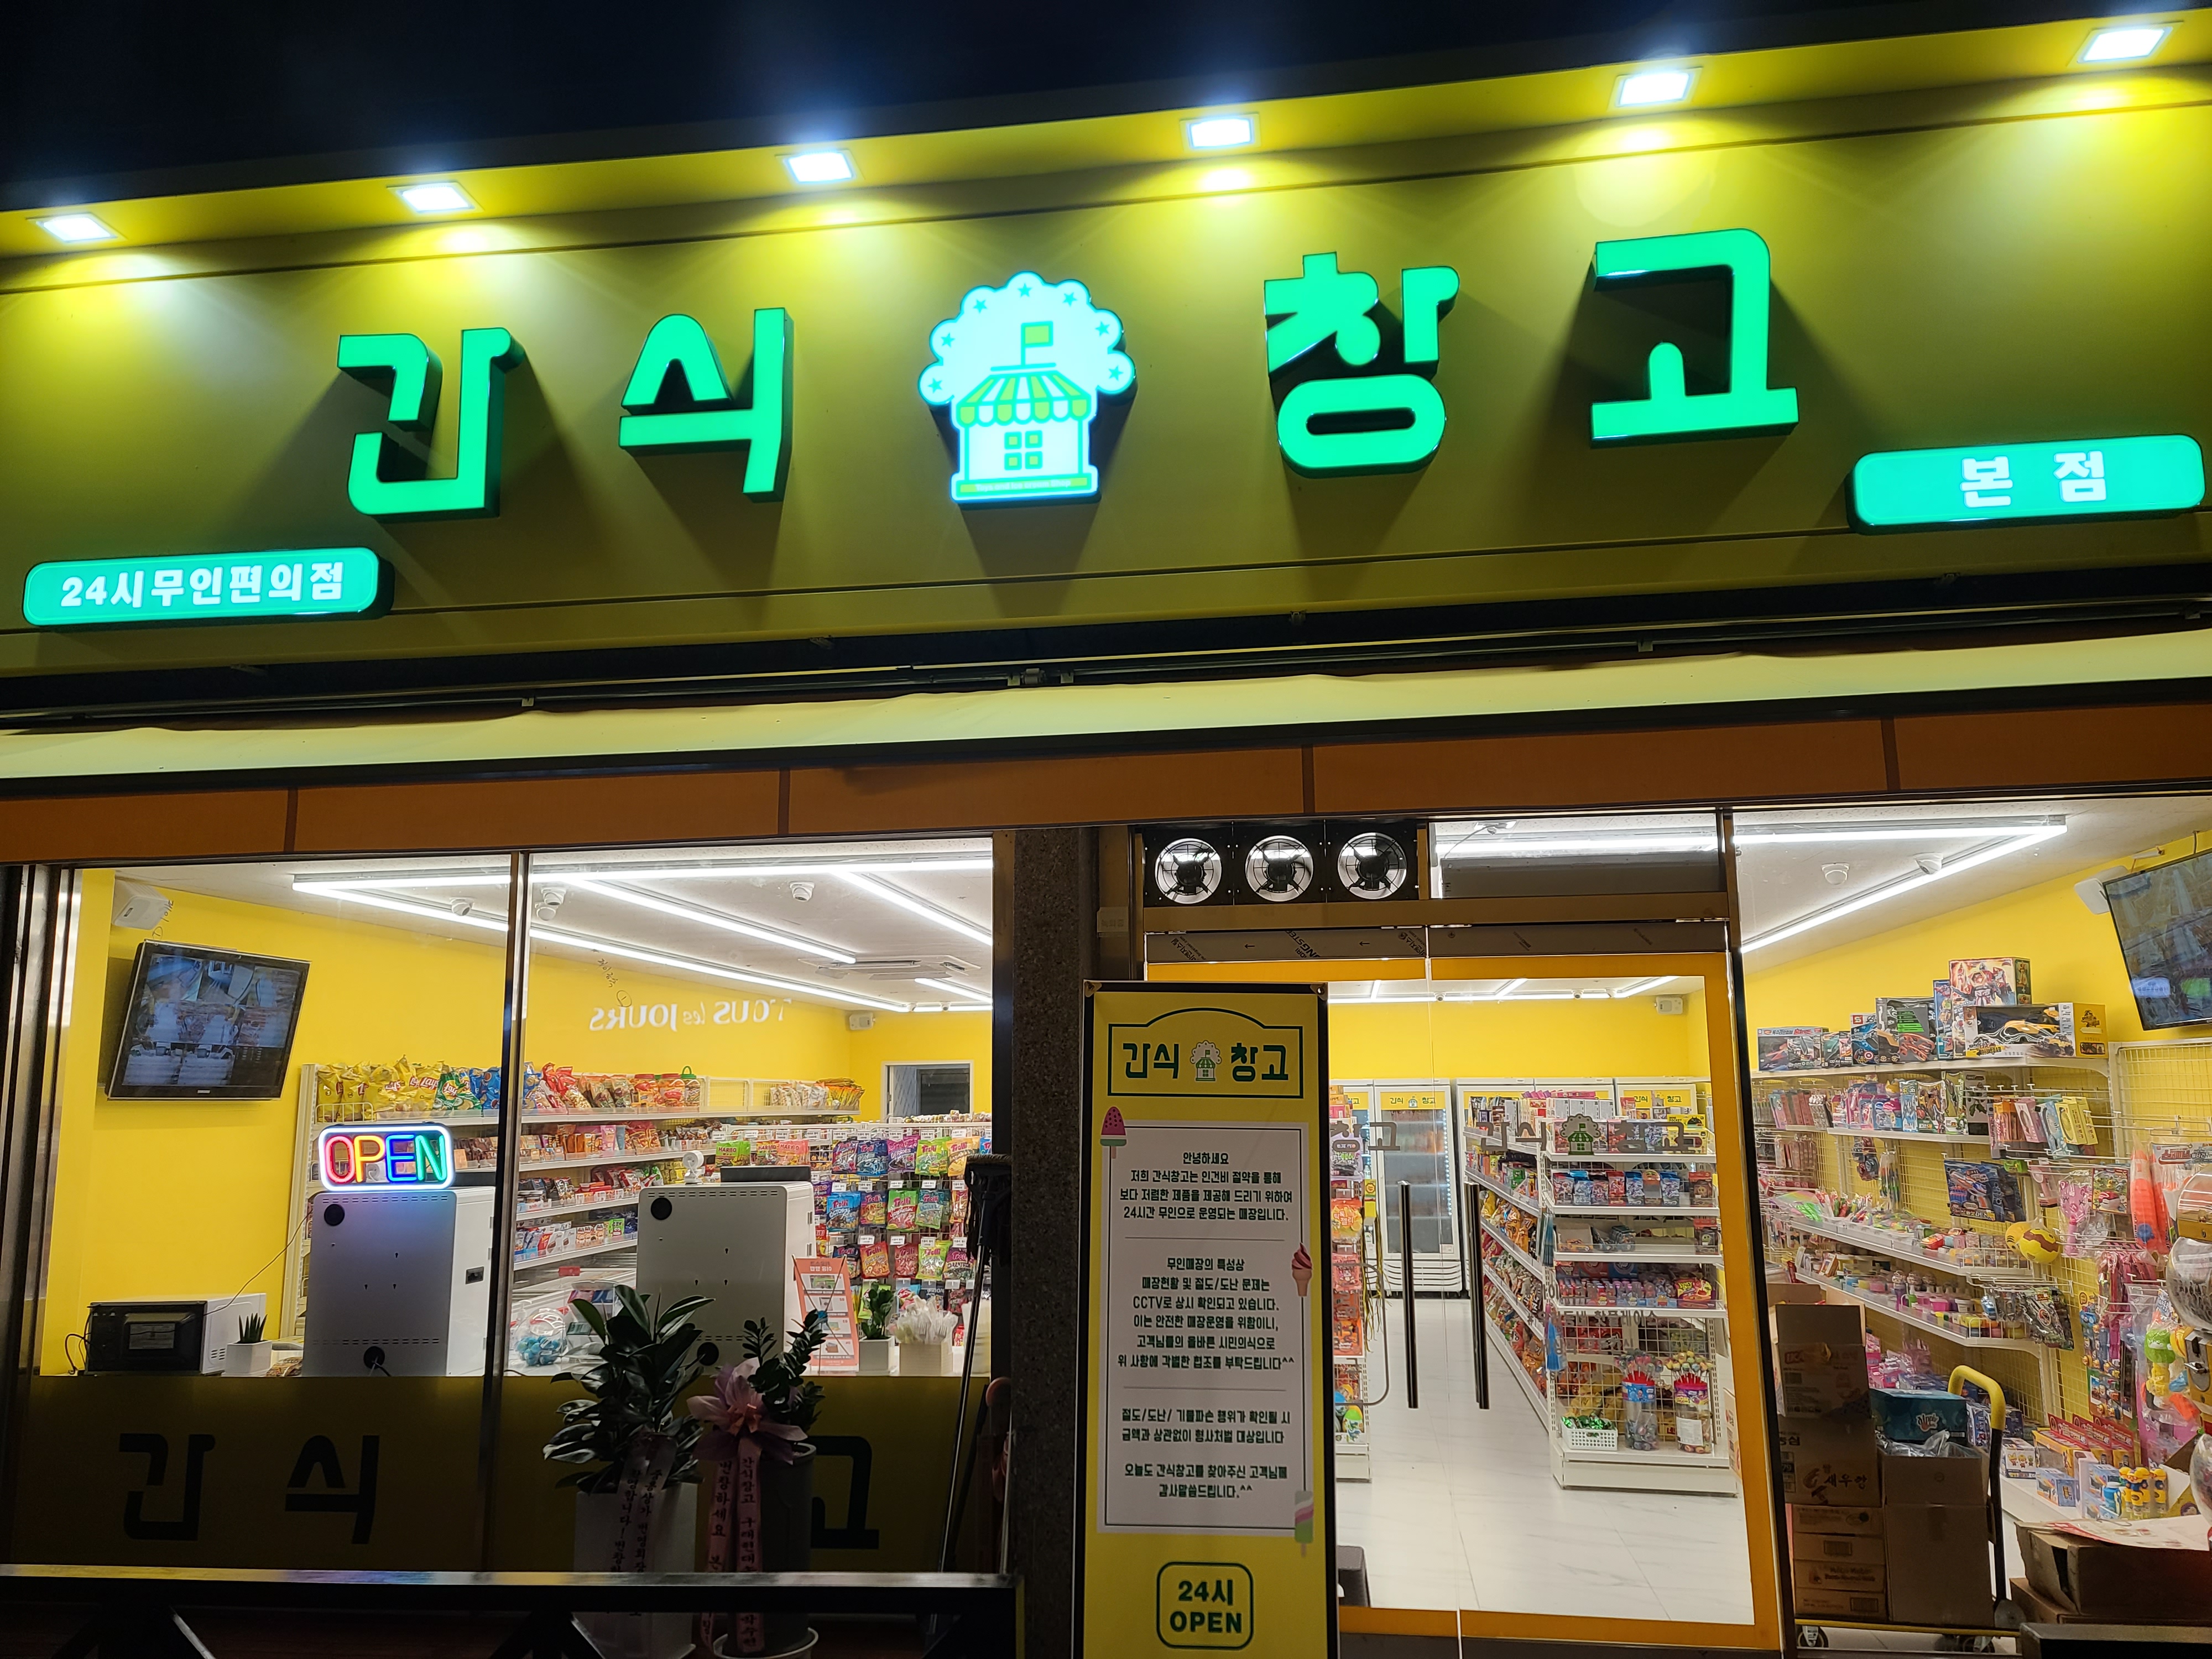 간식 창고
본점
24시무인편의점
TOUS les JOURS
OPEN
간식 창고
안녕하세요
저희 간식창고는 인건비 절약을 통해
보다 저렴한 제품을 제공해 드리기 위하여
24시간 무인으로 운영되는 매장입니다.
무인매장의 특성상
매장현황 및 절도/도난 문제는
CCTV로 상시 확인되고 있습니다.
이는 안전한 매장운영을 위함이니,
고객님들의 올바른 시민의식으로
위 사항에 각별한 협조를 부탁드립니다^^
절도/도난/ 기물파손 행위가 확인될 시
금액과 상관없이 형사처벌 대상입니다
오늘도 간식창고를 찾아주신 고객님께
감사말씀드립니다.^^
24시
OPEN
간식 창고
간식 고
새우깡